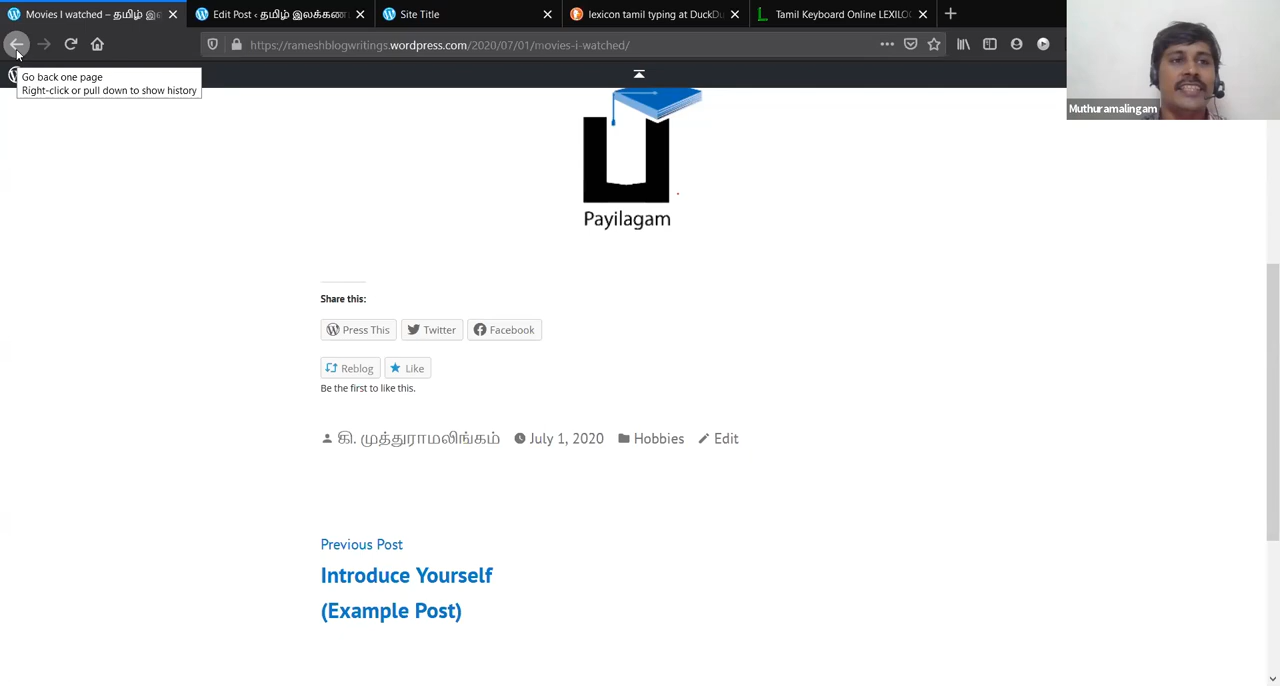 Movies I watched – தமிழ் இல
Edit Post ‹ தமிழ் இலக்கண
Site Title
lexicon tamil typing at DuckDu
Tamil Keyboard Online LEXILO
https://rameshblogwritings.wordpress.com/2020/07/01/movies-i-watched/
Go back one page
Right-click or pull down to show history
Muthuramalingam
Payilagam
Share this:
Press This
Twitter
Facebook
Reblog
Like
Be the first to like this.
கி. முத்துராமலிங்கம்
July 1, 2020
Hobbies
Edit
Previous Post
Introduce Yourself
(Example Post)